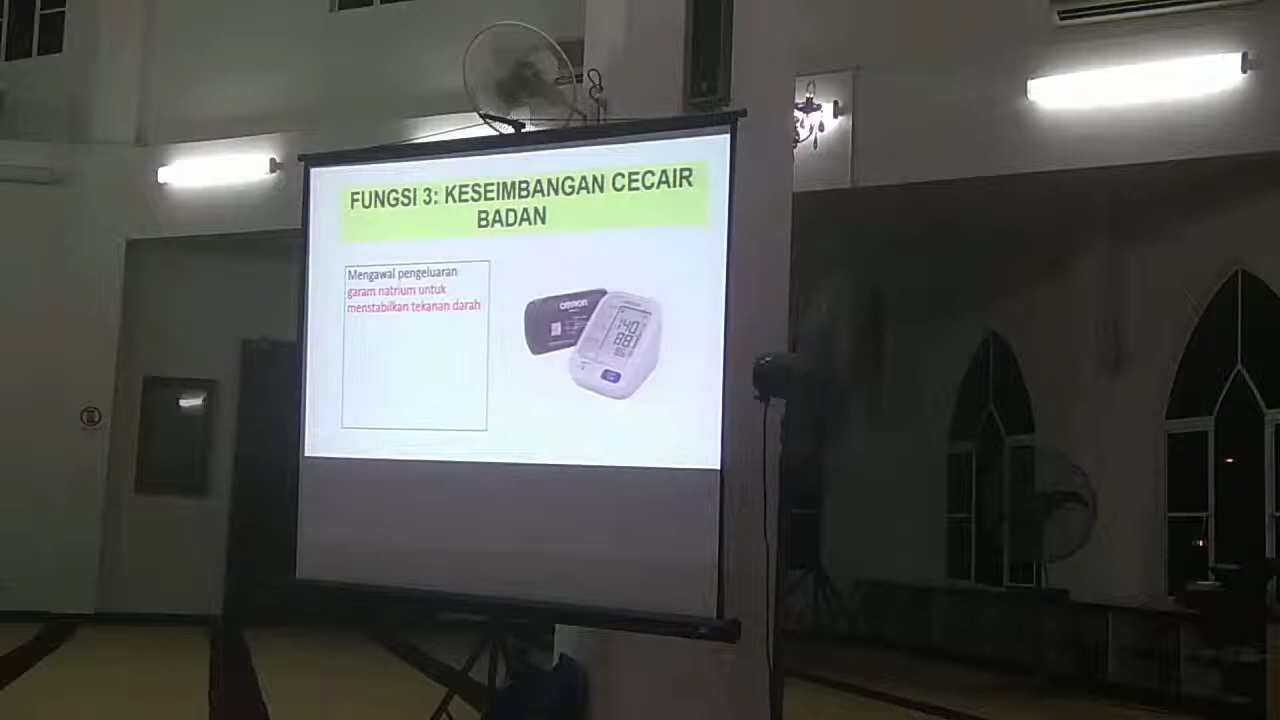 FUNGSI 3: KESEIMBANGAN CECAIR
BADAN
Mengawal pengeluaran
garam natrium untuk
menstabilkan tekanan darah
OMRON
140
88